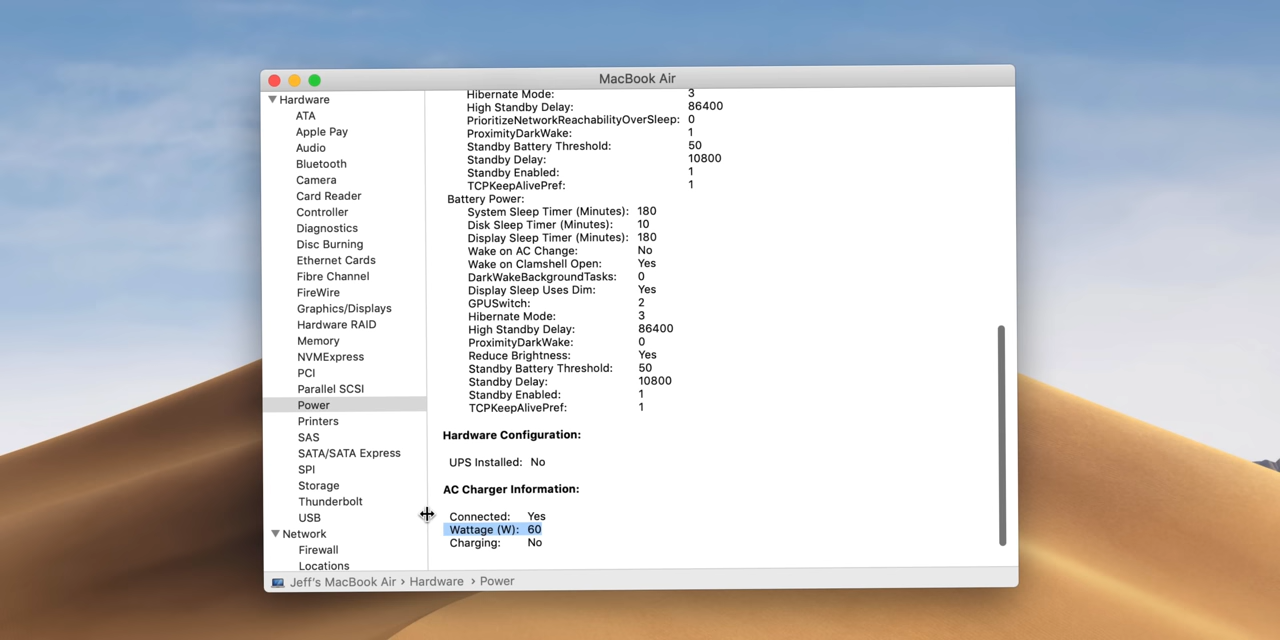 MacBook Air
Hardware
ATA
Apple Pay
Audio
Bluetooth
Camera
Card Reader
Controller
Diagnostics
Disc Burning
Ethernet Cards
Fibre Channel
FireWire
Graphics/Displays
Hardware RAID
Memory
NVMExpress
PCI
Parallel SCSI
Power
Printers
SAS
SATA/SATA Express
SPI
Storage
Thunderbolt
USB
Network
Firewall
Locations
Hibernate Mode: 3
High Standby Delay: 86400
PrioritizeNetworkReachabilityOverSleep: 0
ProximityDarkWake: 1
Standby Battery Threshold: 50
Standby Delay: 10800
Standby Enabled: 1
TCPKeepAlivePref: 1
Battery Power:
System Sleep Timer (Minutes): 180
Disk Sleep Timer (Minutes): 10
Display Sleep Timer (Minutes): 180
Wake on AC Change: No
Wake on Clamshell Open: Yes
DarkWakeBackgroundTasks: 0
Display Sleep Uses Dim: Yes
GPUSwitch: 2
Hibernate Mode: 3
High Standby Delay: 86400
ProximityDarkWake: 0
Reduce Brightness: Yes
Standby Battery Threshold: 50
Standby Delay: 10800
Standby Enabled: 1
TCPKeepAlivePref: 1
Hardware Configuration:
UPS Installed: No
AC Charger Information:
Connected: Yes
Wattage (W): 60
Charging: No
Jeff's MacBook Air › Hardware › Power